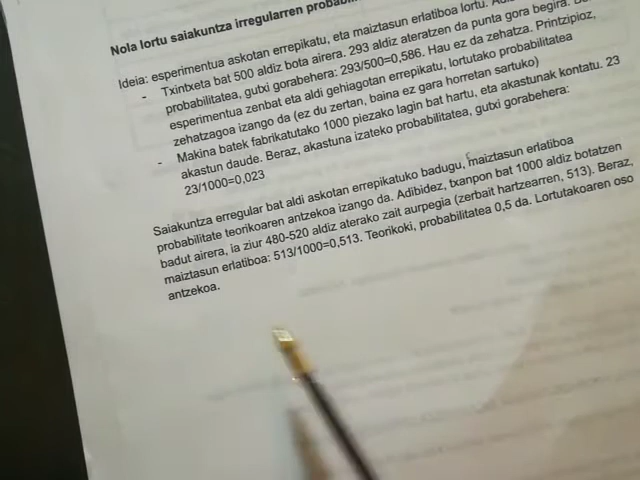 Nola lortu saiakuntza irregularren
Ideia: esperimentua askotan errepikatu, eta maiztasun erlatiboa lortu.
- Txintxeta bat 500 aldiz bota airera. 293 aldiz ateratzen da punta gora begira.
probabilitatea, gutxi gorabehera: 293/500=0,586. Hau ez da zehatza. Printzipioz,
esperimentua zenbat eta aldi gehiagotan errepikatu, lortutako probabilitatea
zehatzagoa izango da (ez du zertan, baina ez gara horretan sartuko)
- Makina batek fabrikatutako 1000 piezako lagin bat hartu, eta akastunak kontatu. 23
akastun daude. Beraz, akastuna izateko probabilitatea, gutxi gorabehera:
23/1000=0,023
Saiakuntza erregular bat aldi askotan errepikatuko badugu, maiztasun erlatiboa
probabilitate teorikoaren antzekoa izango da. Adibidez, txanpon bat 1000 aldiz botatzen
badut airera, ia ziur 480-520 aldiz aterako zait aurpegia (zerbait hartzearren, 513). Beraz,
maiztasun erlatiboa: 513/1000=0,513. Teorikoki, probabilitatea 0,5 da. Lortutakoaren oso
antzekoa.